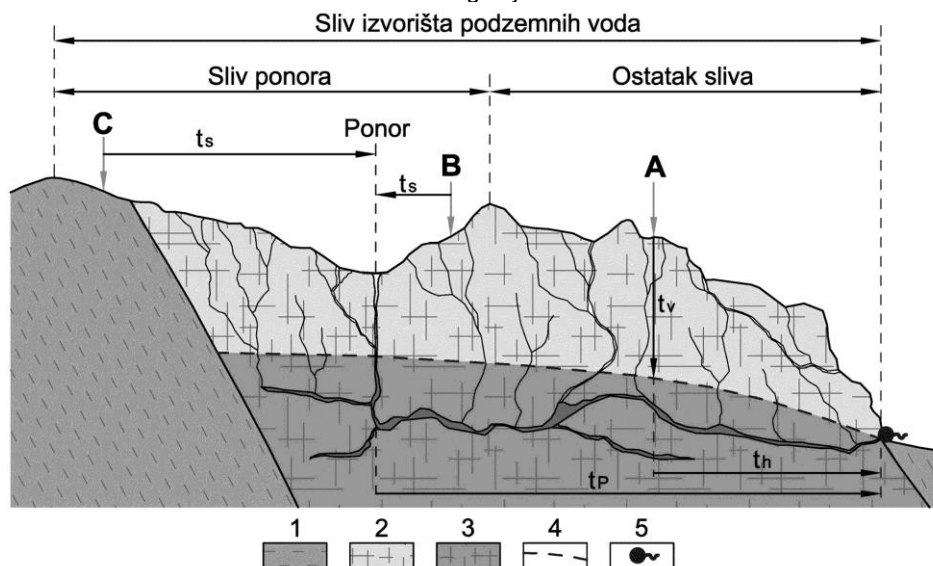 Sliv izvorišta podzemnih voda
Sliv ponora
Ostatak sliva
C
ts
Ponor
B
ts
A
tv
th
tP
1 2 3 4 5